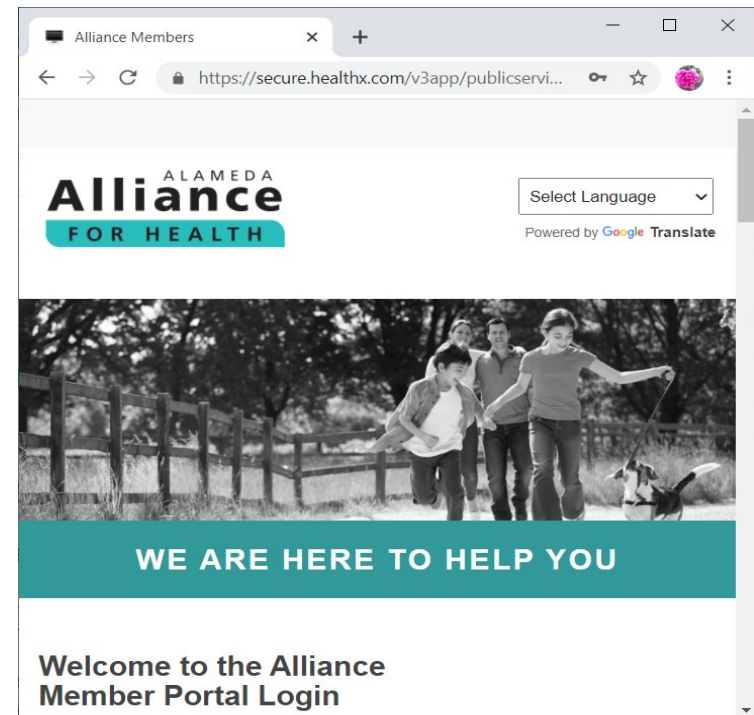 Alliance Members
https://secure.healthx.com/v3app/publicservi...
ALAMEDA
Alliance
FOR HEALTH
Select Language
Powered by Google Translate
WE ARE HERE TO HELP YOU
Welcome to the Alliance
Member Portal Login